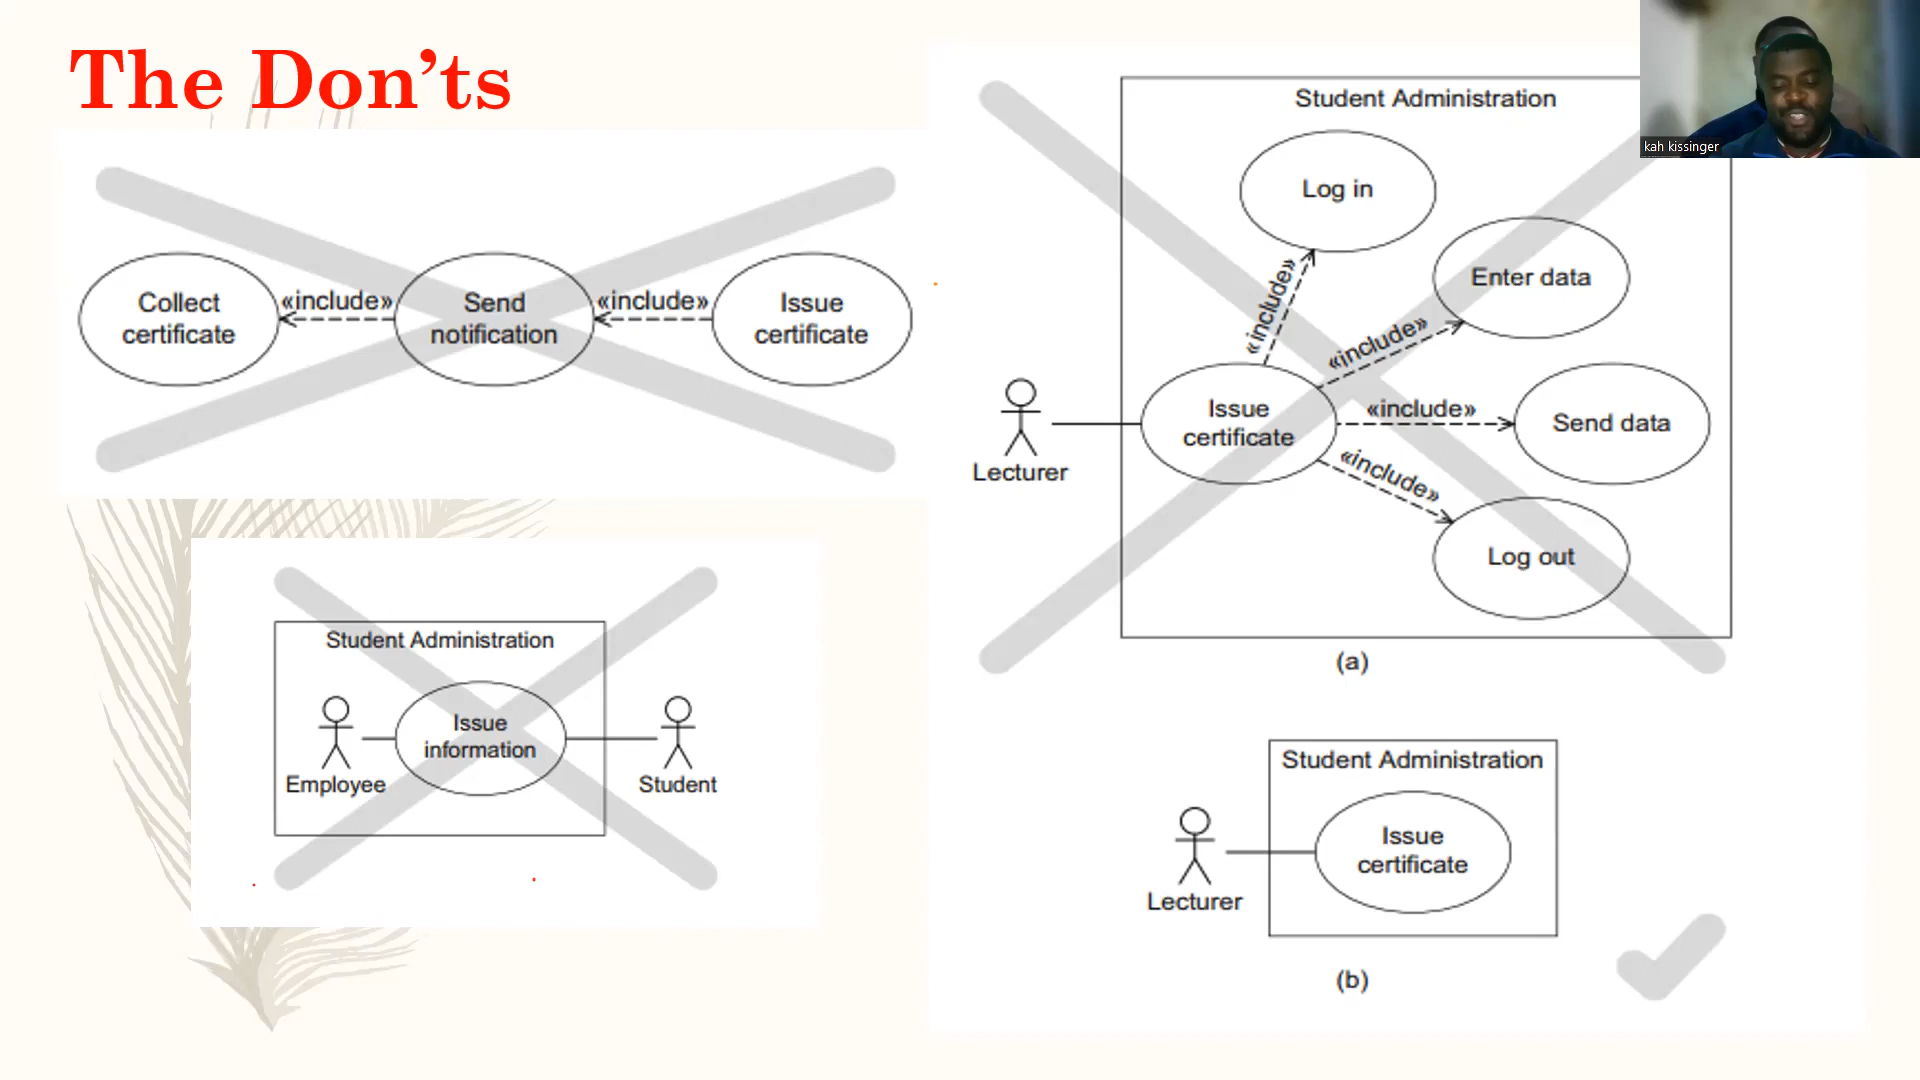 The Don'ts
Collect
certificate
«include»
Send
notification
«include»
Issue
certificate
Student Administration
Employee
Issue
information
Student
Student Administration
Log in
Enter data
Send data
Log out
«include»
«include»
«include»
«include»
Issue
certificate
Lecturer
(a)
Student Administration
Issue
certificate
Lecturer
(b)
kah kissinger